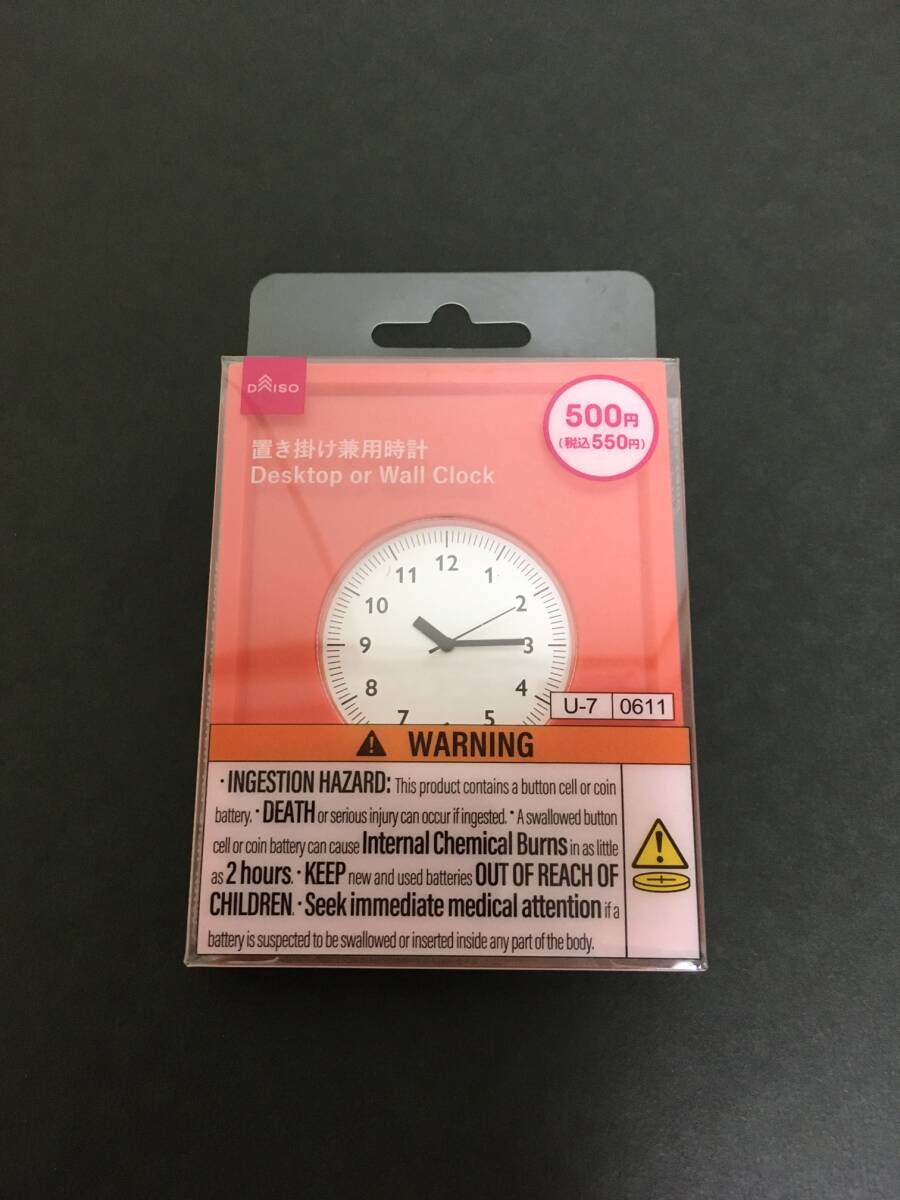 DAISO
500円
(税込550円)
置き掛け兼用時計
Desktop or Wall Clock
12
11 1
10 2
9 3
8 4
7 5
U-7 0611
WARNING
・INGESTION HAZARD: This product contains a button cell or coin
battery.・DEATH or serious injury can occur if ingested.・A swallowed button
cell or coin battery can cause Internal Chemical Burns in as little
as 2 hours.・KEEP new and used batteries OUT OF REACH OF
CHILDREN.・Seek immediate medical attention if a
battery is suspected to be swallowed or inserted inside any part of the body.